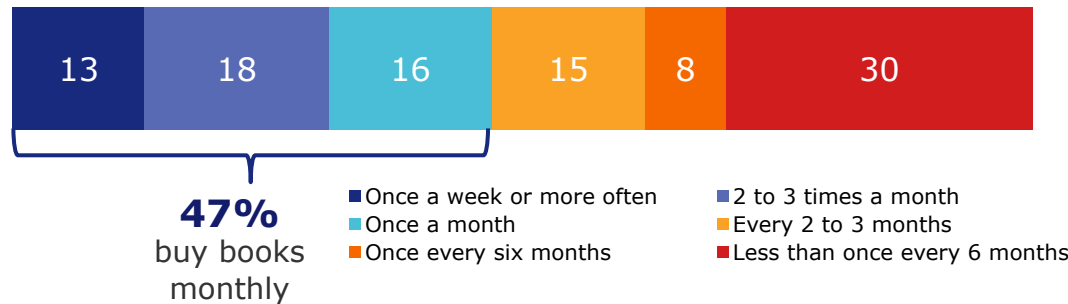 13 18 16 15 8 30
47%
buy books
monthly
Once a week or more often
2 to 3 times a month
Once a month
Every 2 to 3 months
Once every six months
Less than once every 6 months